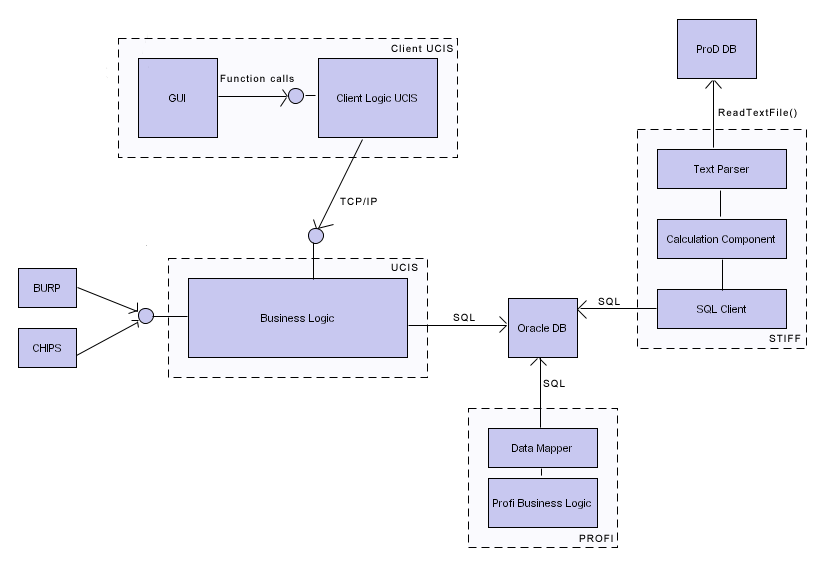 ProD DB
Client UCIS
GUI
Function calls
Client Logic UCIS
ReadTextFile()
Text Parser
TCP/IP
Calculation Component
UCIS
BURP
Business Logic
SQL
Oracle DB
SQL
SQL Client
CHIPS
STIFF
SQL
Data Mapper
Profi Business Logic
PROFI